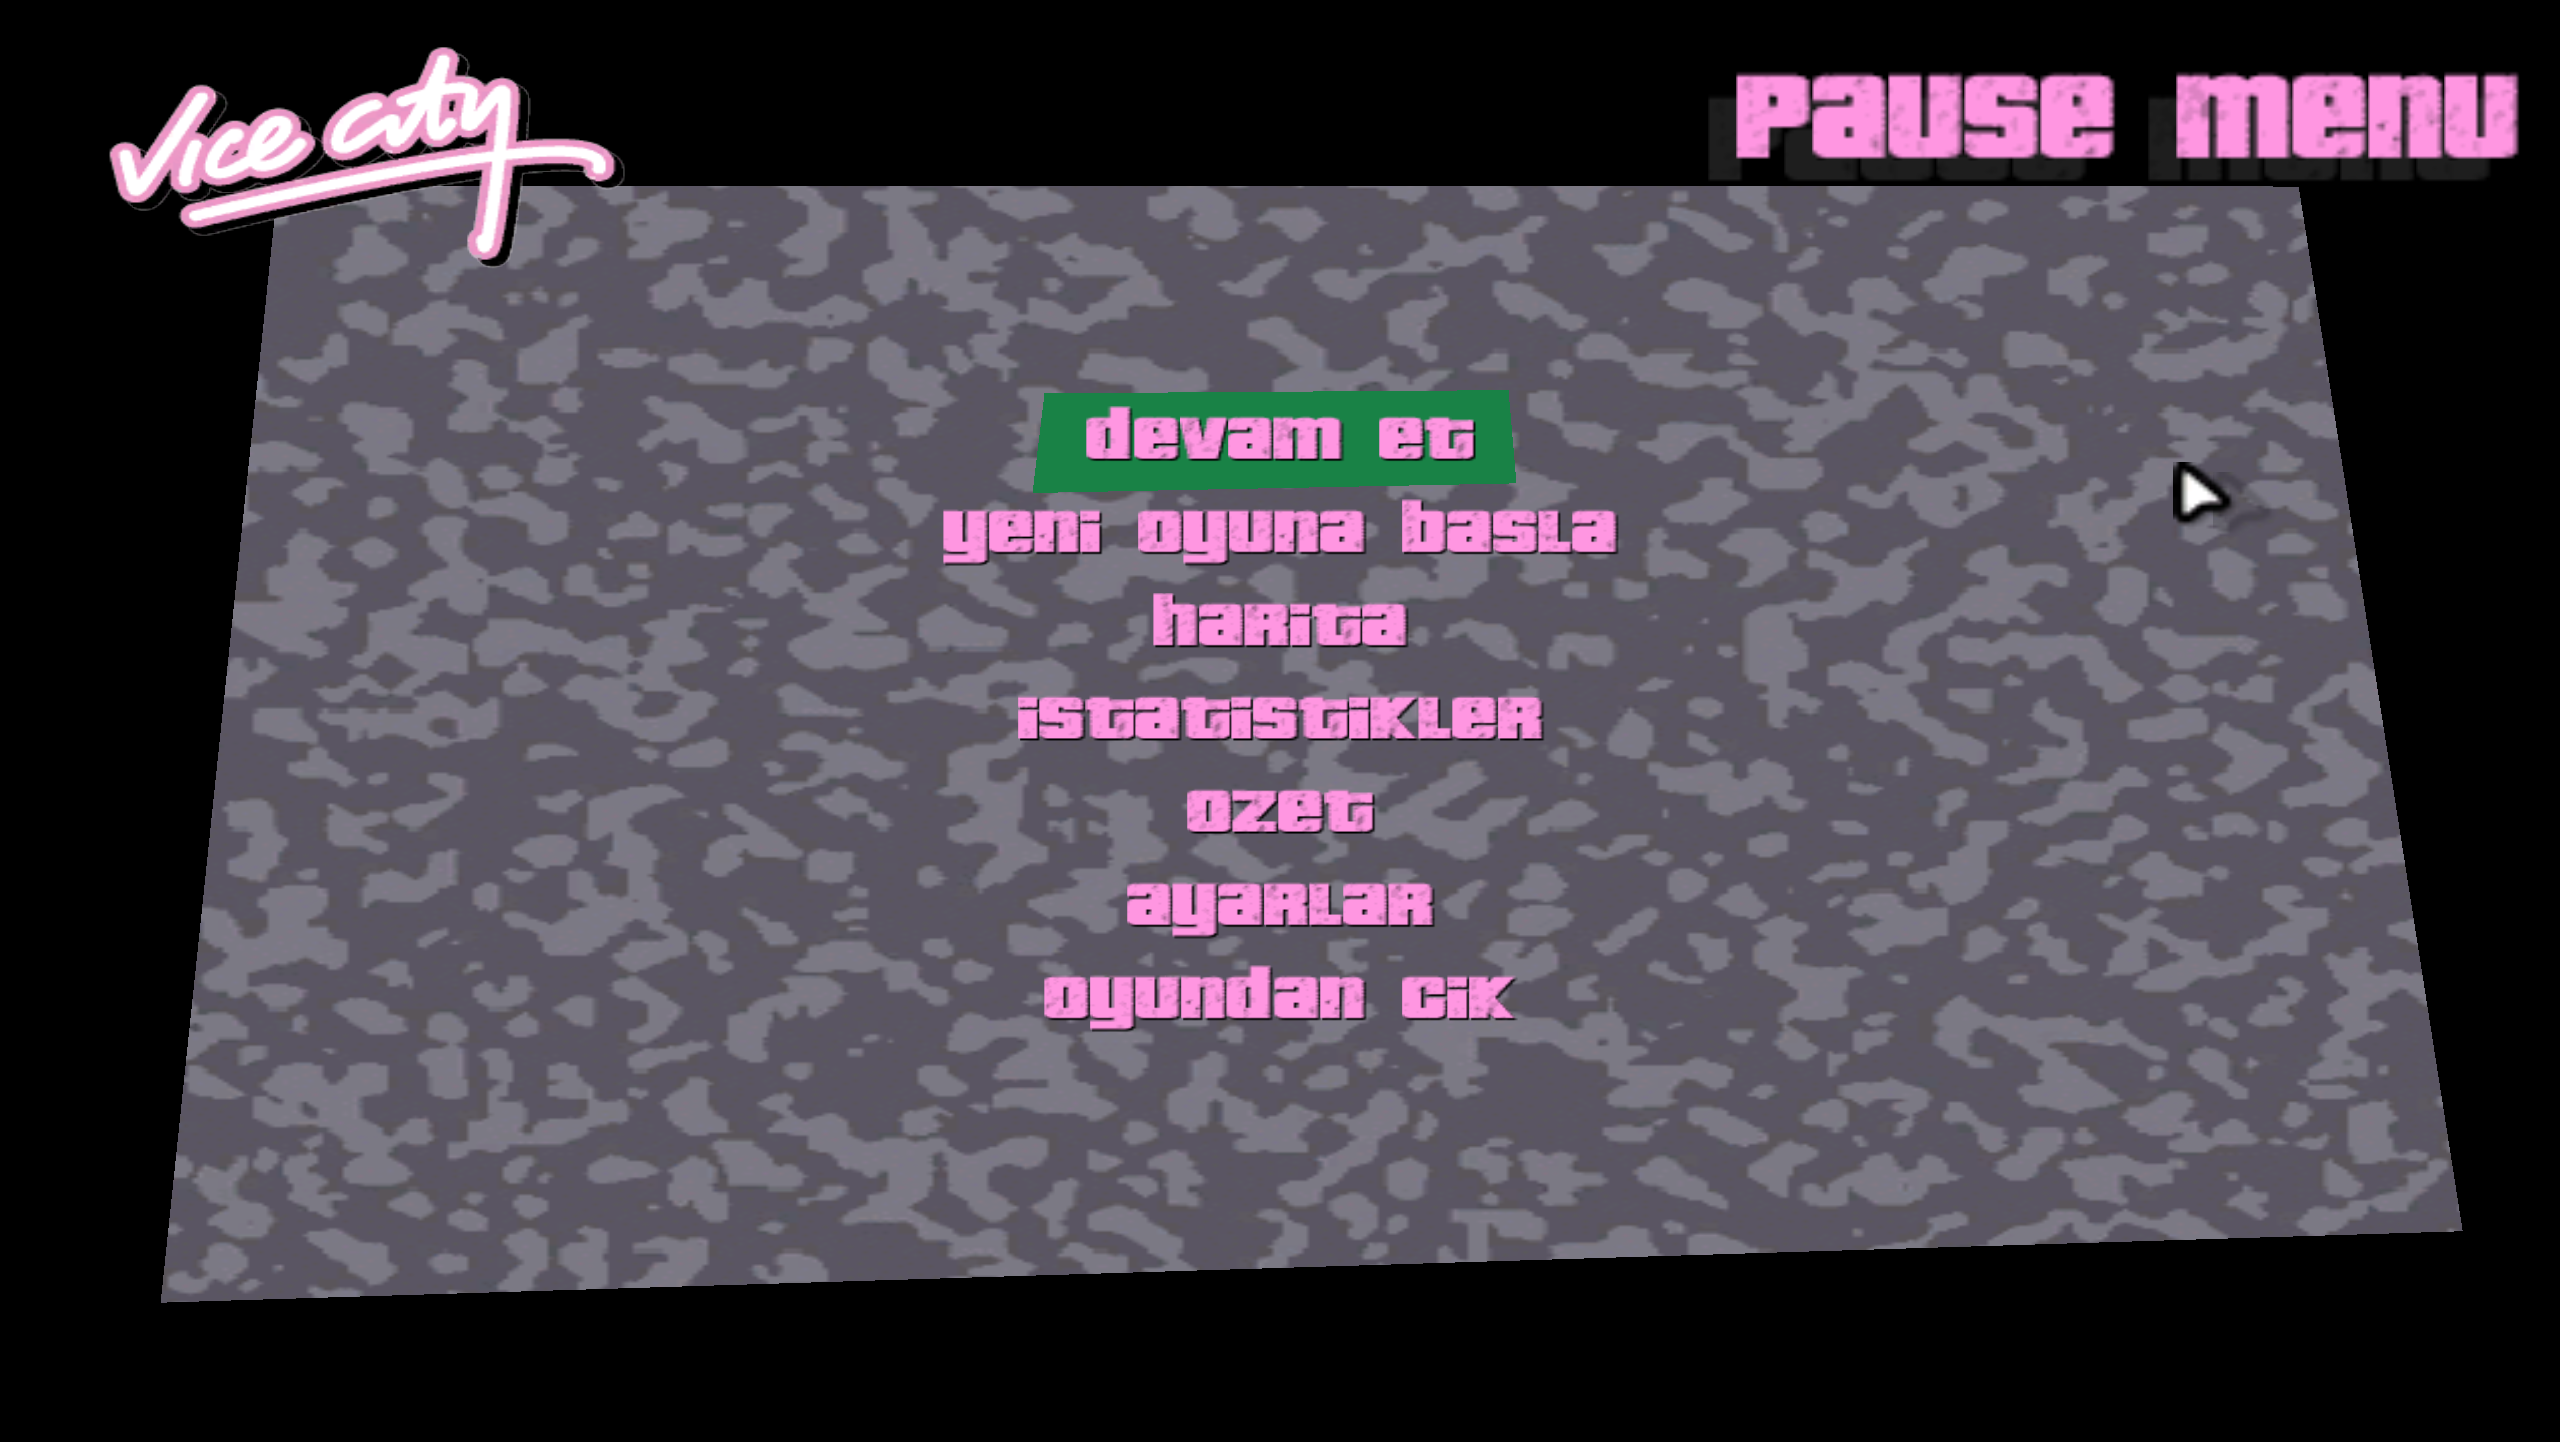 vice city
pause menu
devam et
yeni oyuna basla
harita
istatistikler
ozet
ayarlar
oyundan cik